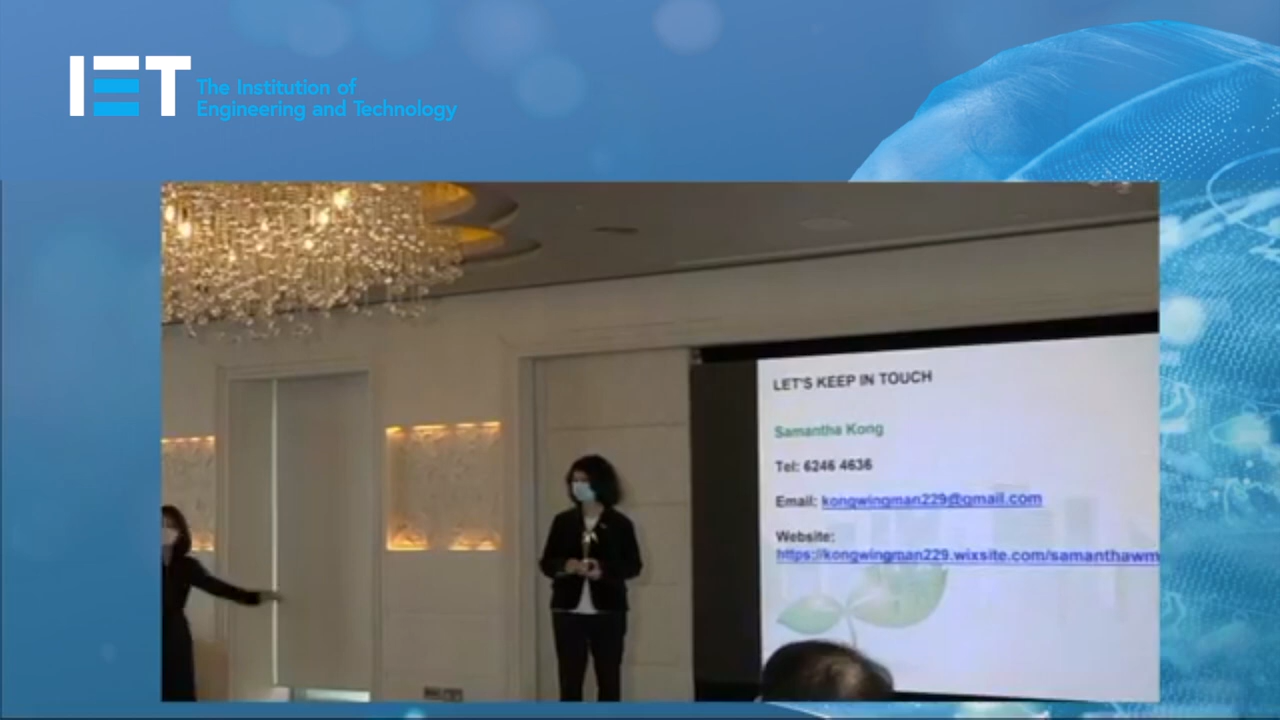 IET The Institution of
Engineering and Technology
LET'S KEEP IN TOUCH
Samantha Kong
Tel: 6246 4636
Email: kongwingman229@gmail.com
Website:
https://kongwingman229.wixsite.com/samanthawm